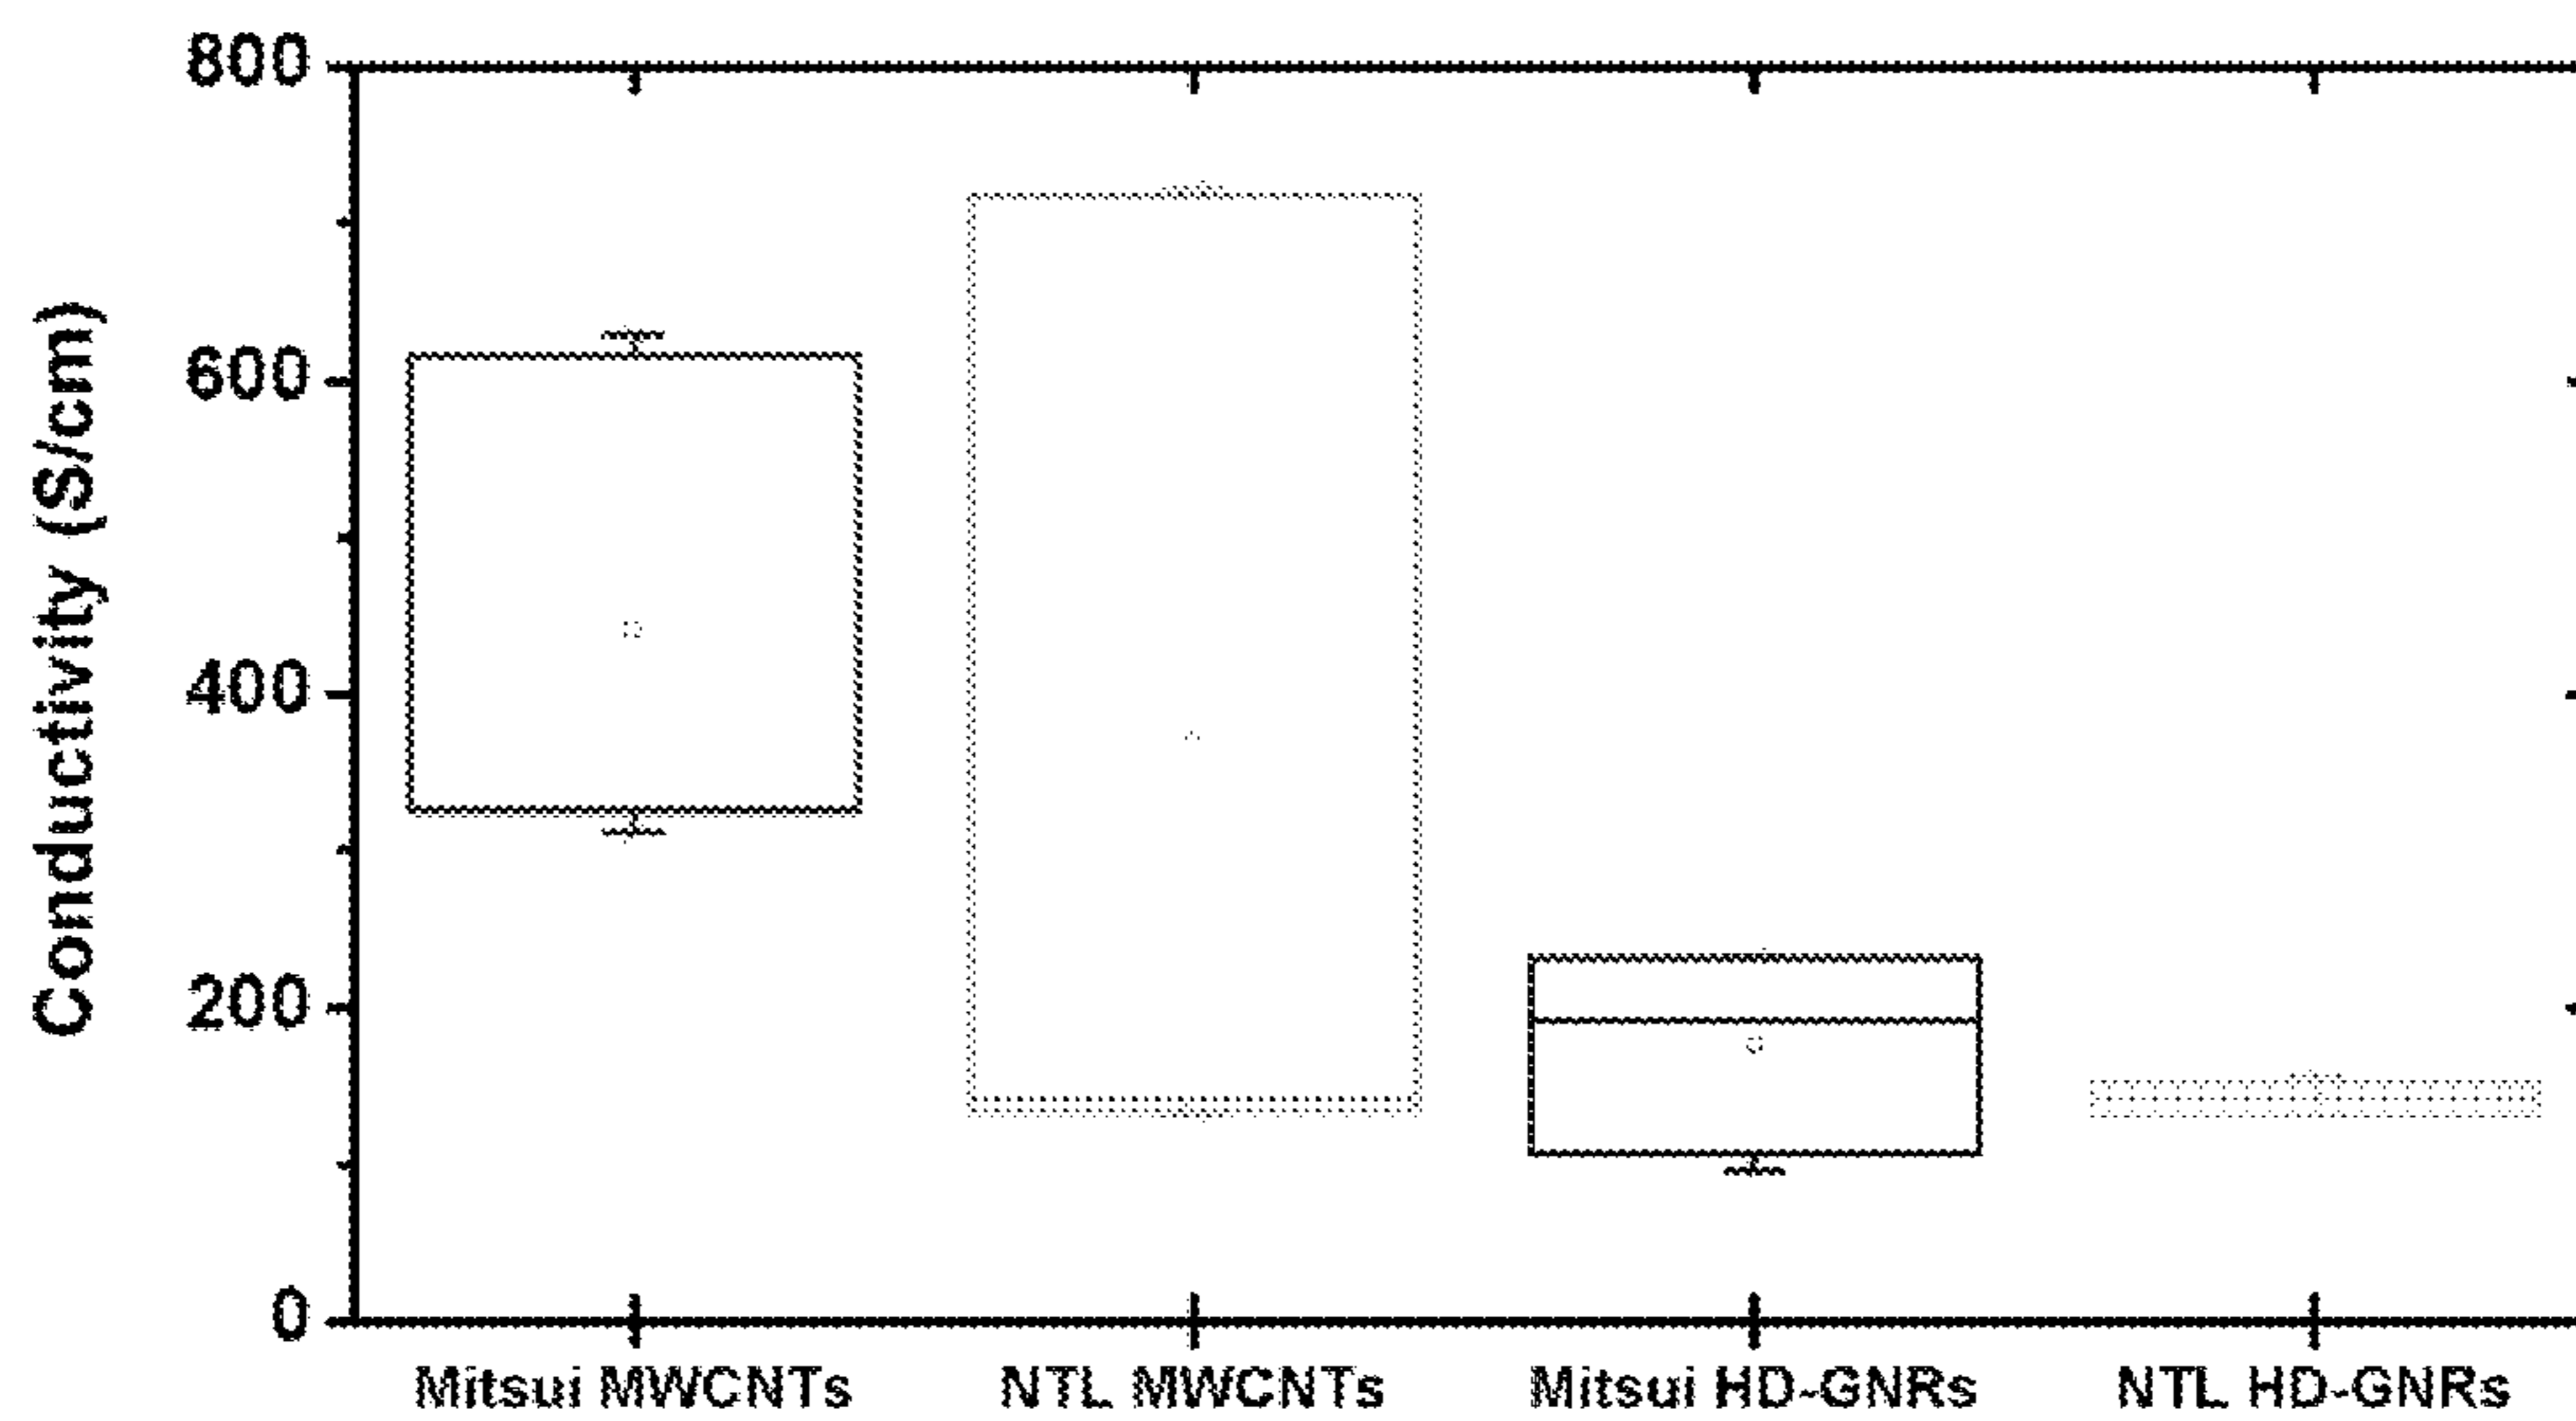 800
600
400
200
0
Conductivity (S/cm)
Mitsui MWCNTs
NTL MWCNTs
Mitsui HD-GNRs
NTL HD-GNRs